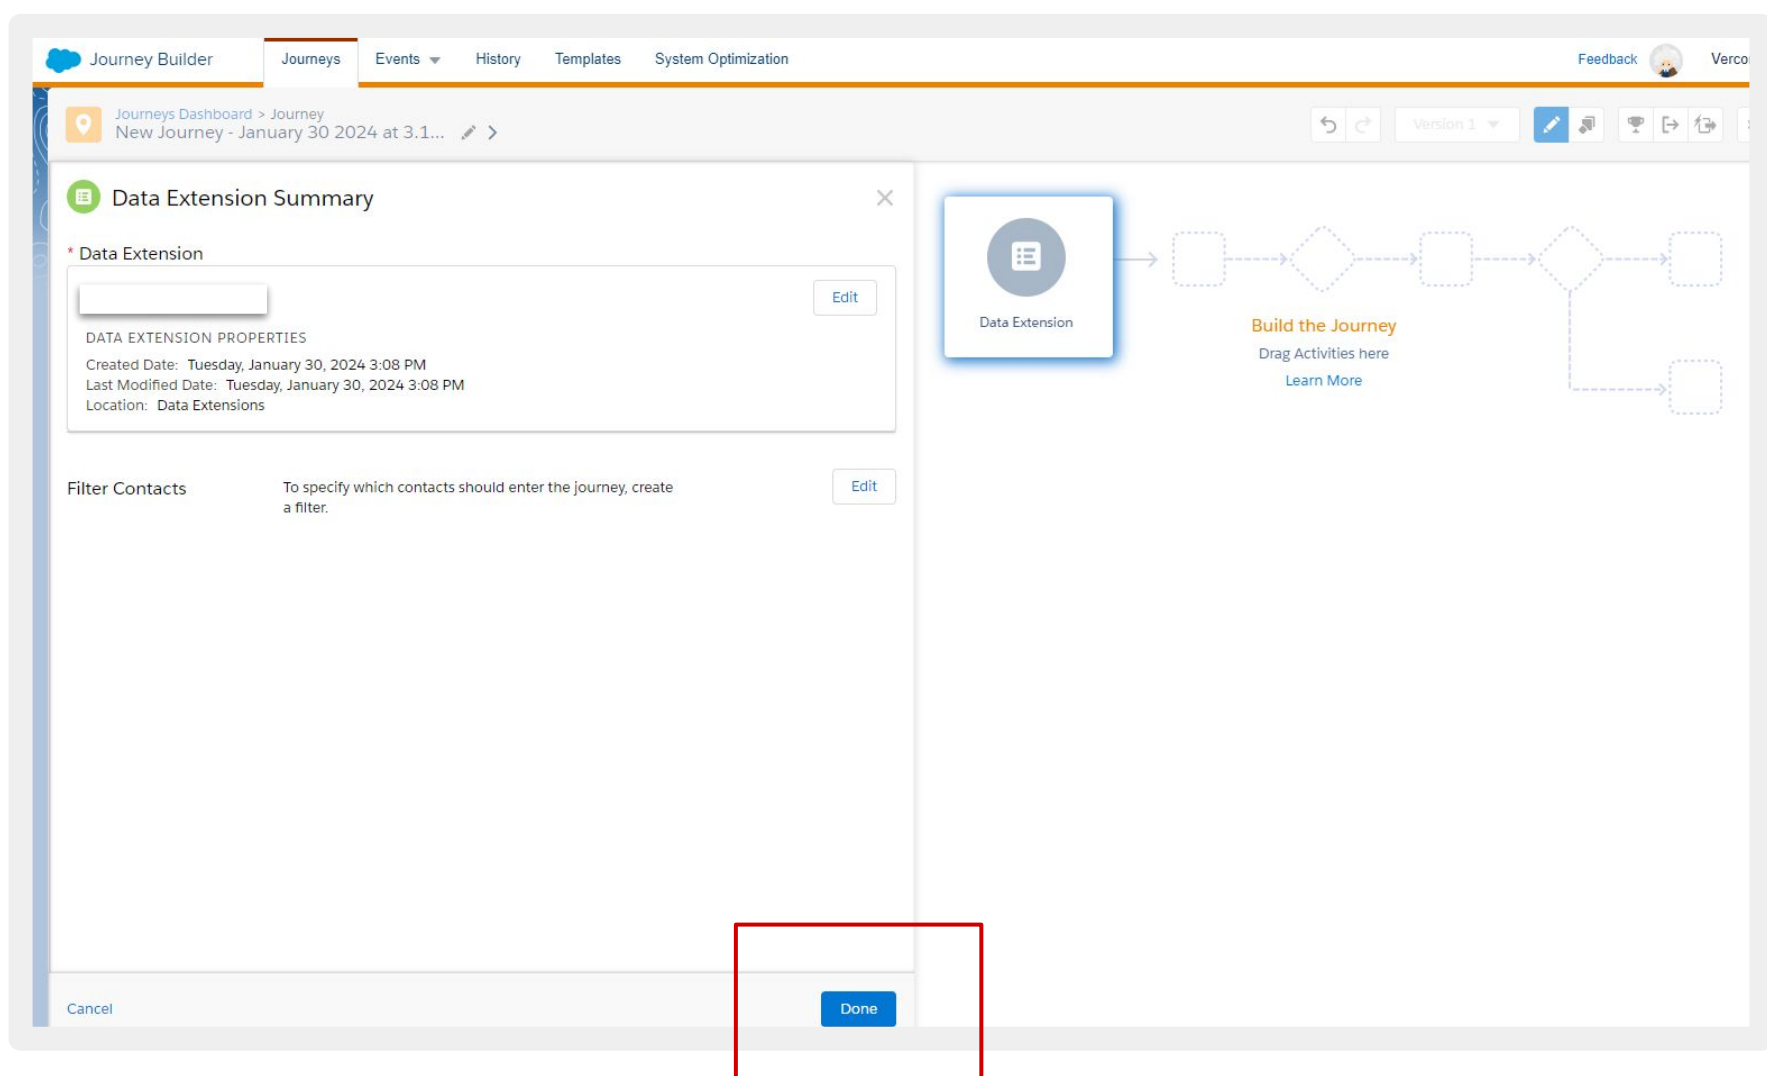 Journey Builder
Journeys
Events
History
Templates
System Optimization
Feedback
Verco
Journeys Dashboard > Journey
New Journey - January 30 2024 at 3.1...
Version 1
Data Extension Summary
* Data Extension
Edit
DATA EXTENSION PROPERTIES
Created Date: Tuesday, January 30, 2024 3:08 PM
Last Modified Date: Tuesday, January 30, 2024 3:08 PM
Location: Data Extensions
Filter Contacts
To specify which contacts should enter the journey, create
a filter.
Edit
Cancel
Done
Data Extension
Build the Journey
Drag Activities here
Learn More